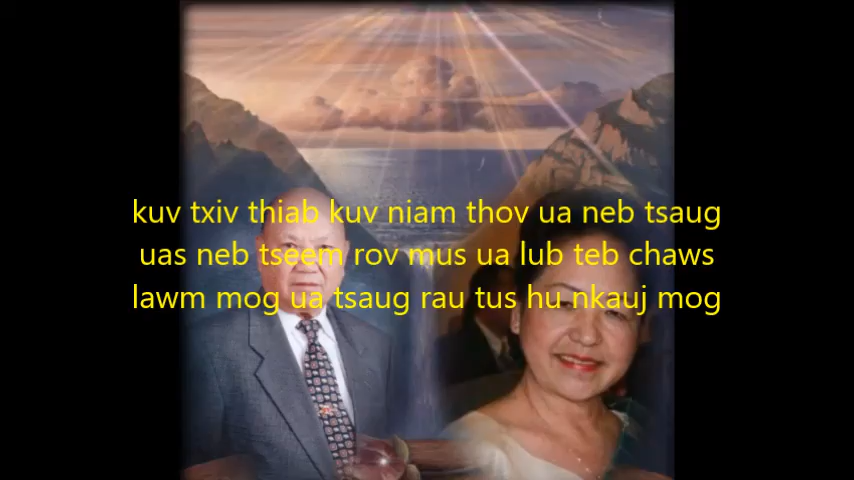 kuv txiv thiab kuv niam thov ua neb tsaug
uas neb tseem rov mus ua lub teb chaws
lawm mog ua tsaug rau tus hu nkauj mog